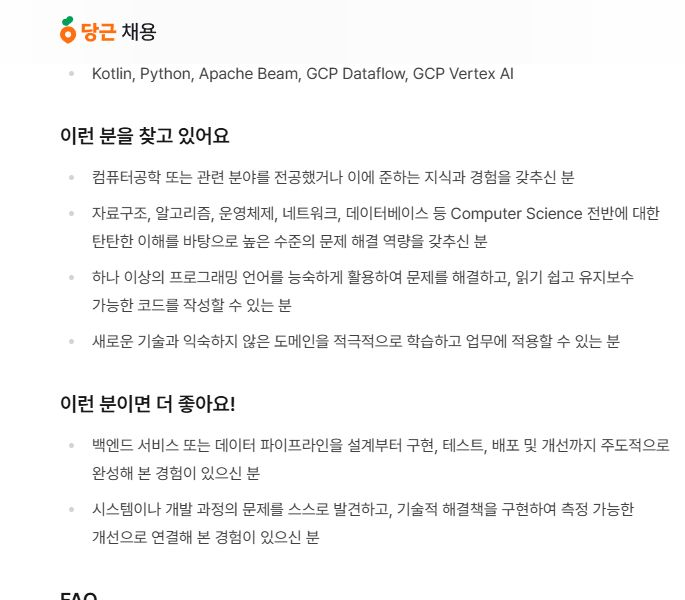 당근 채용
Kotlin, Python, Apache Beam, GCP Dataflow, GCP Vertex AI
이런 분을 찾고 있어요
컴퓨터공학 또는 관련 분야를 전공했거나 이에 준하는 지식과 경험을 갖추신 분
자료구조, 알고리즘, 운영체제, 네트워크, 데이터베이스 등 Computer Science 전반에 대한
탄탄한 이해를 바탕으로 높은 수준의 문제 해결 역량을 갖추신 분
하나 이상의 프로그래밍 언어를 능숙하게 활용하여 문제를 해결하고, 읽기 쉽고 유지보수
가능한 코드를 작성할 수 있는 분
새로운 기술과 익숙하지 않은 도메인을 적극적으로 학습하고 업무에 적용할 수 있는 분
이런 분이면 더 좋아요!
백엔드 서비스 또는 데이터 파이프라인을 설계부터 구현, 테스트, 배포 및 개선까지 주도적으로
완성해 본 경험이 있으신 분
시스템이나 개발 과정의 문제를 스스로 발견하고, 기술적 해결책을 구현하여 측정 가능한
개선으로 연결해 본 경험이 있으신 분
FAQ